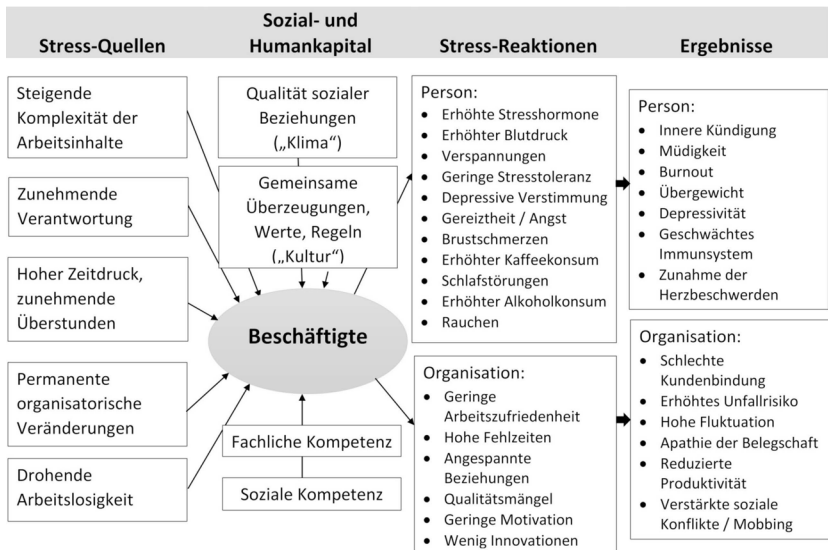 Stress-Quellen
Sozial- und
Humankapital
Stress-Reaktionen
Ergebnisse
Steigende
Komplexität der
Arbeitsinhalte
Zunehmende
Verantwortung
Hoher Zeitdruck,
zunehmende
Überstunden
Permanente
organisatorische
Veränderungen
Drohende
Arbeitslosigkeit
Qualität sozialer
Beziehungen
(„Klima“)
Gemeinsame
Überzeugungen,
Werte, Regeln
(„Kultur“)
Beschäftigte
Fachliche Kompetenz
Soziale Kompetenz
Person:
• Erhöhte Stresshormone
• Erhöhter Blutdruck
• Verspannungen
• Geringe Stresstoleranz
• Depressive Verstimmung
• Gereiztheit / Angst
• Brustschmerzen
• Erhöhter Kaffeekonsum
• Schlafstörungen
• Erhöhter Alkoholkonsum
• Rauchen
Organisation:
• Geringe
Arbeitszufriedenheit
• Hohe Fehlzeiten
• Angespannte
Beziehungen
• Qualitätsmängel
• Geringe Motivation
• Wenig Innovationen
Person:
• Innere Kündigung
• Müdigkeit
• Burnout
• Übergewicht
• Depressivität
• Geschwächtes
Immunsystem
• Zunahme der
Herzbeschwerden
Organisation:
• Schlechte
Kundenbindung
• Erhöhtes Unfallrisiko
• Hohe Fluktuation
• Apathie der Belegschaft
• Reduzierte
Produktivität
• Verstärkte soziale
Konflikte / Mobbing